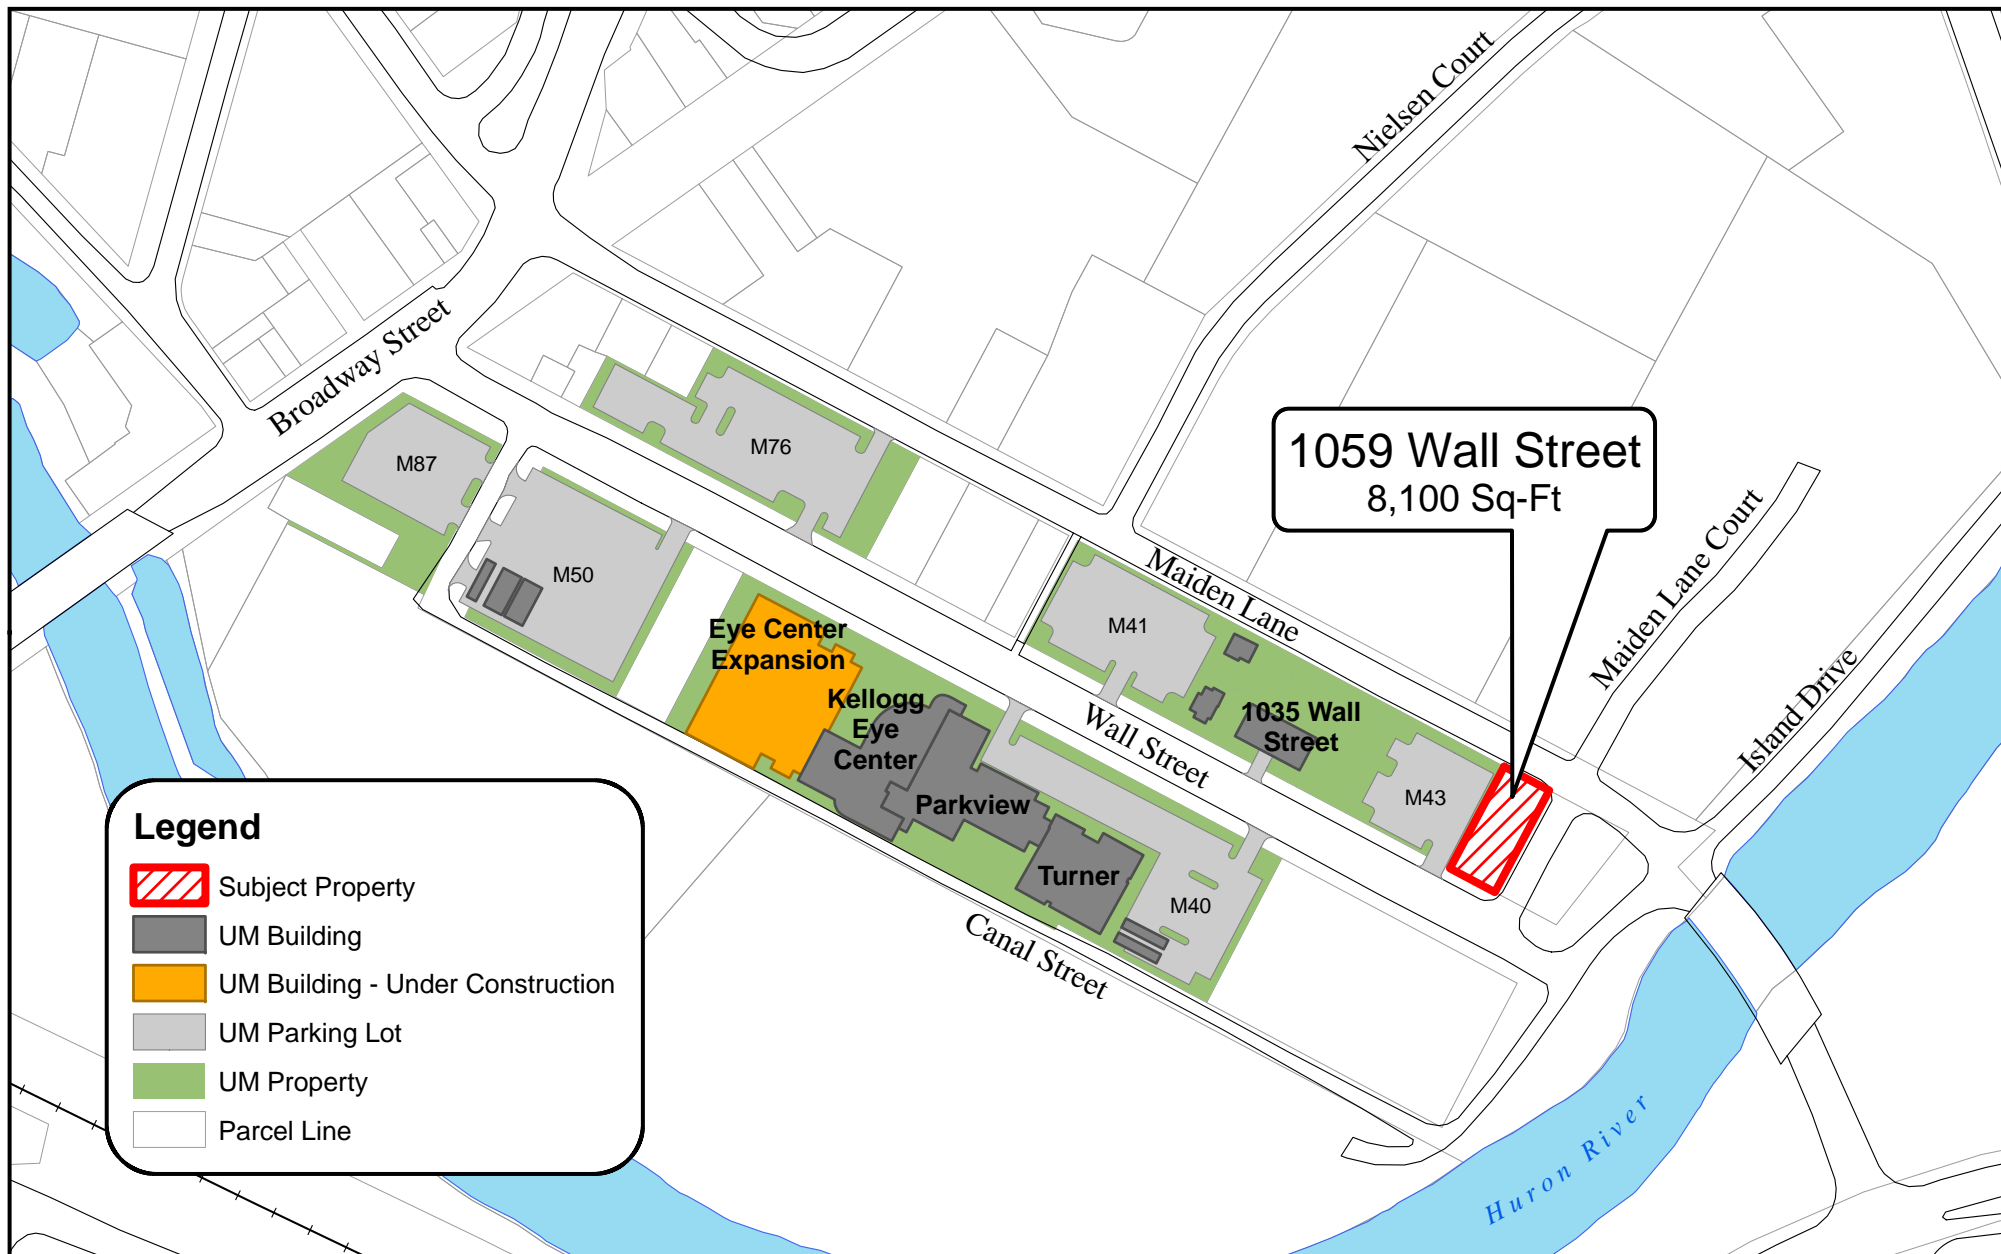 Nielsen Court
Broadway Street
1059 Wall Street
8,100 Sq-Ft
M87
M76
M50
Maiden Lane
Maiden Lane Court
Island Drive
M41
Eye Center
Expansion
Kellogg
Eye
Center
1035 Wall
Street
Wall Street
M43
Parkview
Turner
M40
Canal Street
Huron River
Legend
Subject Property
UM Building
UM Building - Under Construction
UM Parking Lot
UM Property
Parcel Line